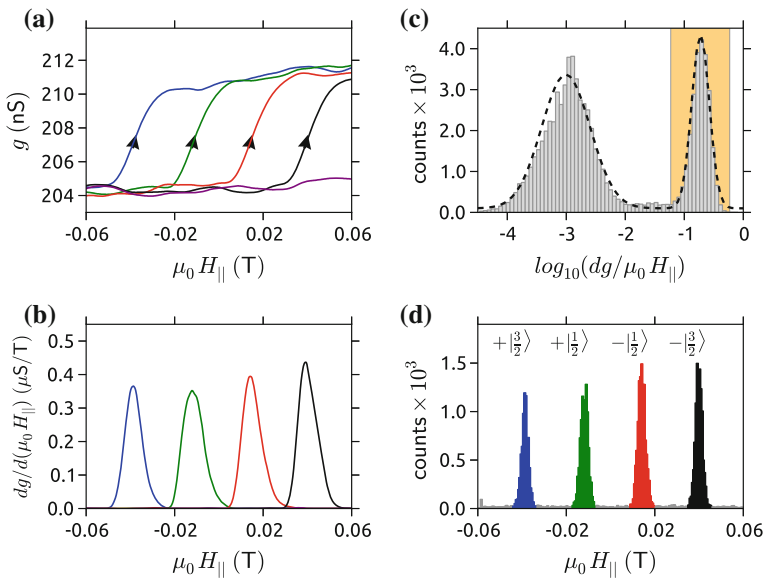 (a)
212
210
208
206
204
g (nS)
-0.06 -0.02 0.02 0.06
μ₀H|| (T)
(c)
4.0
3.0
2.0
1.0
0.0
counts × 10³
-4 -3 -2 -1 0
log₁₀(dg/μ₀H||)
(b)
0.5
0.4
0.3
0.2
0.1
0.0
dg/d(μ₀H||) (μS/T)
-0.06 -0.02 0.02 0.06
μ₀H|| (T)
(d)
+|3/2⟩ +|1/2⟩ −|1/2⟩ −|3/2⟩
1.5
1.0
0.5
0.0
counts × 10³
-0.06 -0.02 0.02 0.06
μ₀H|| (T)